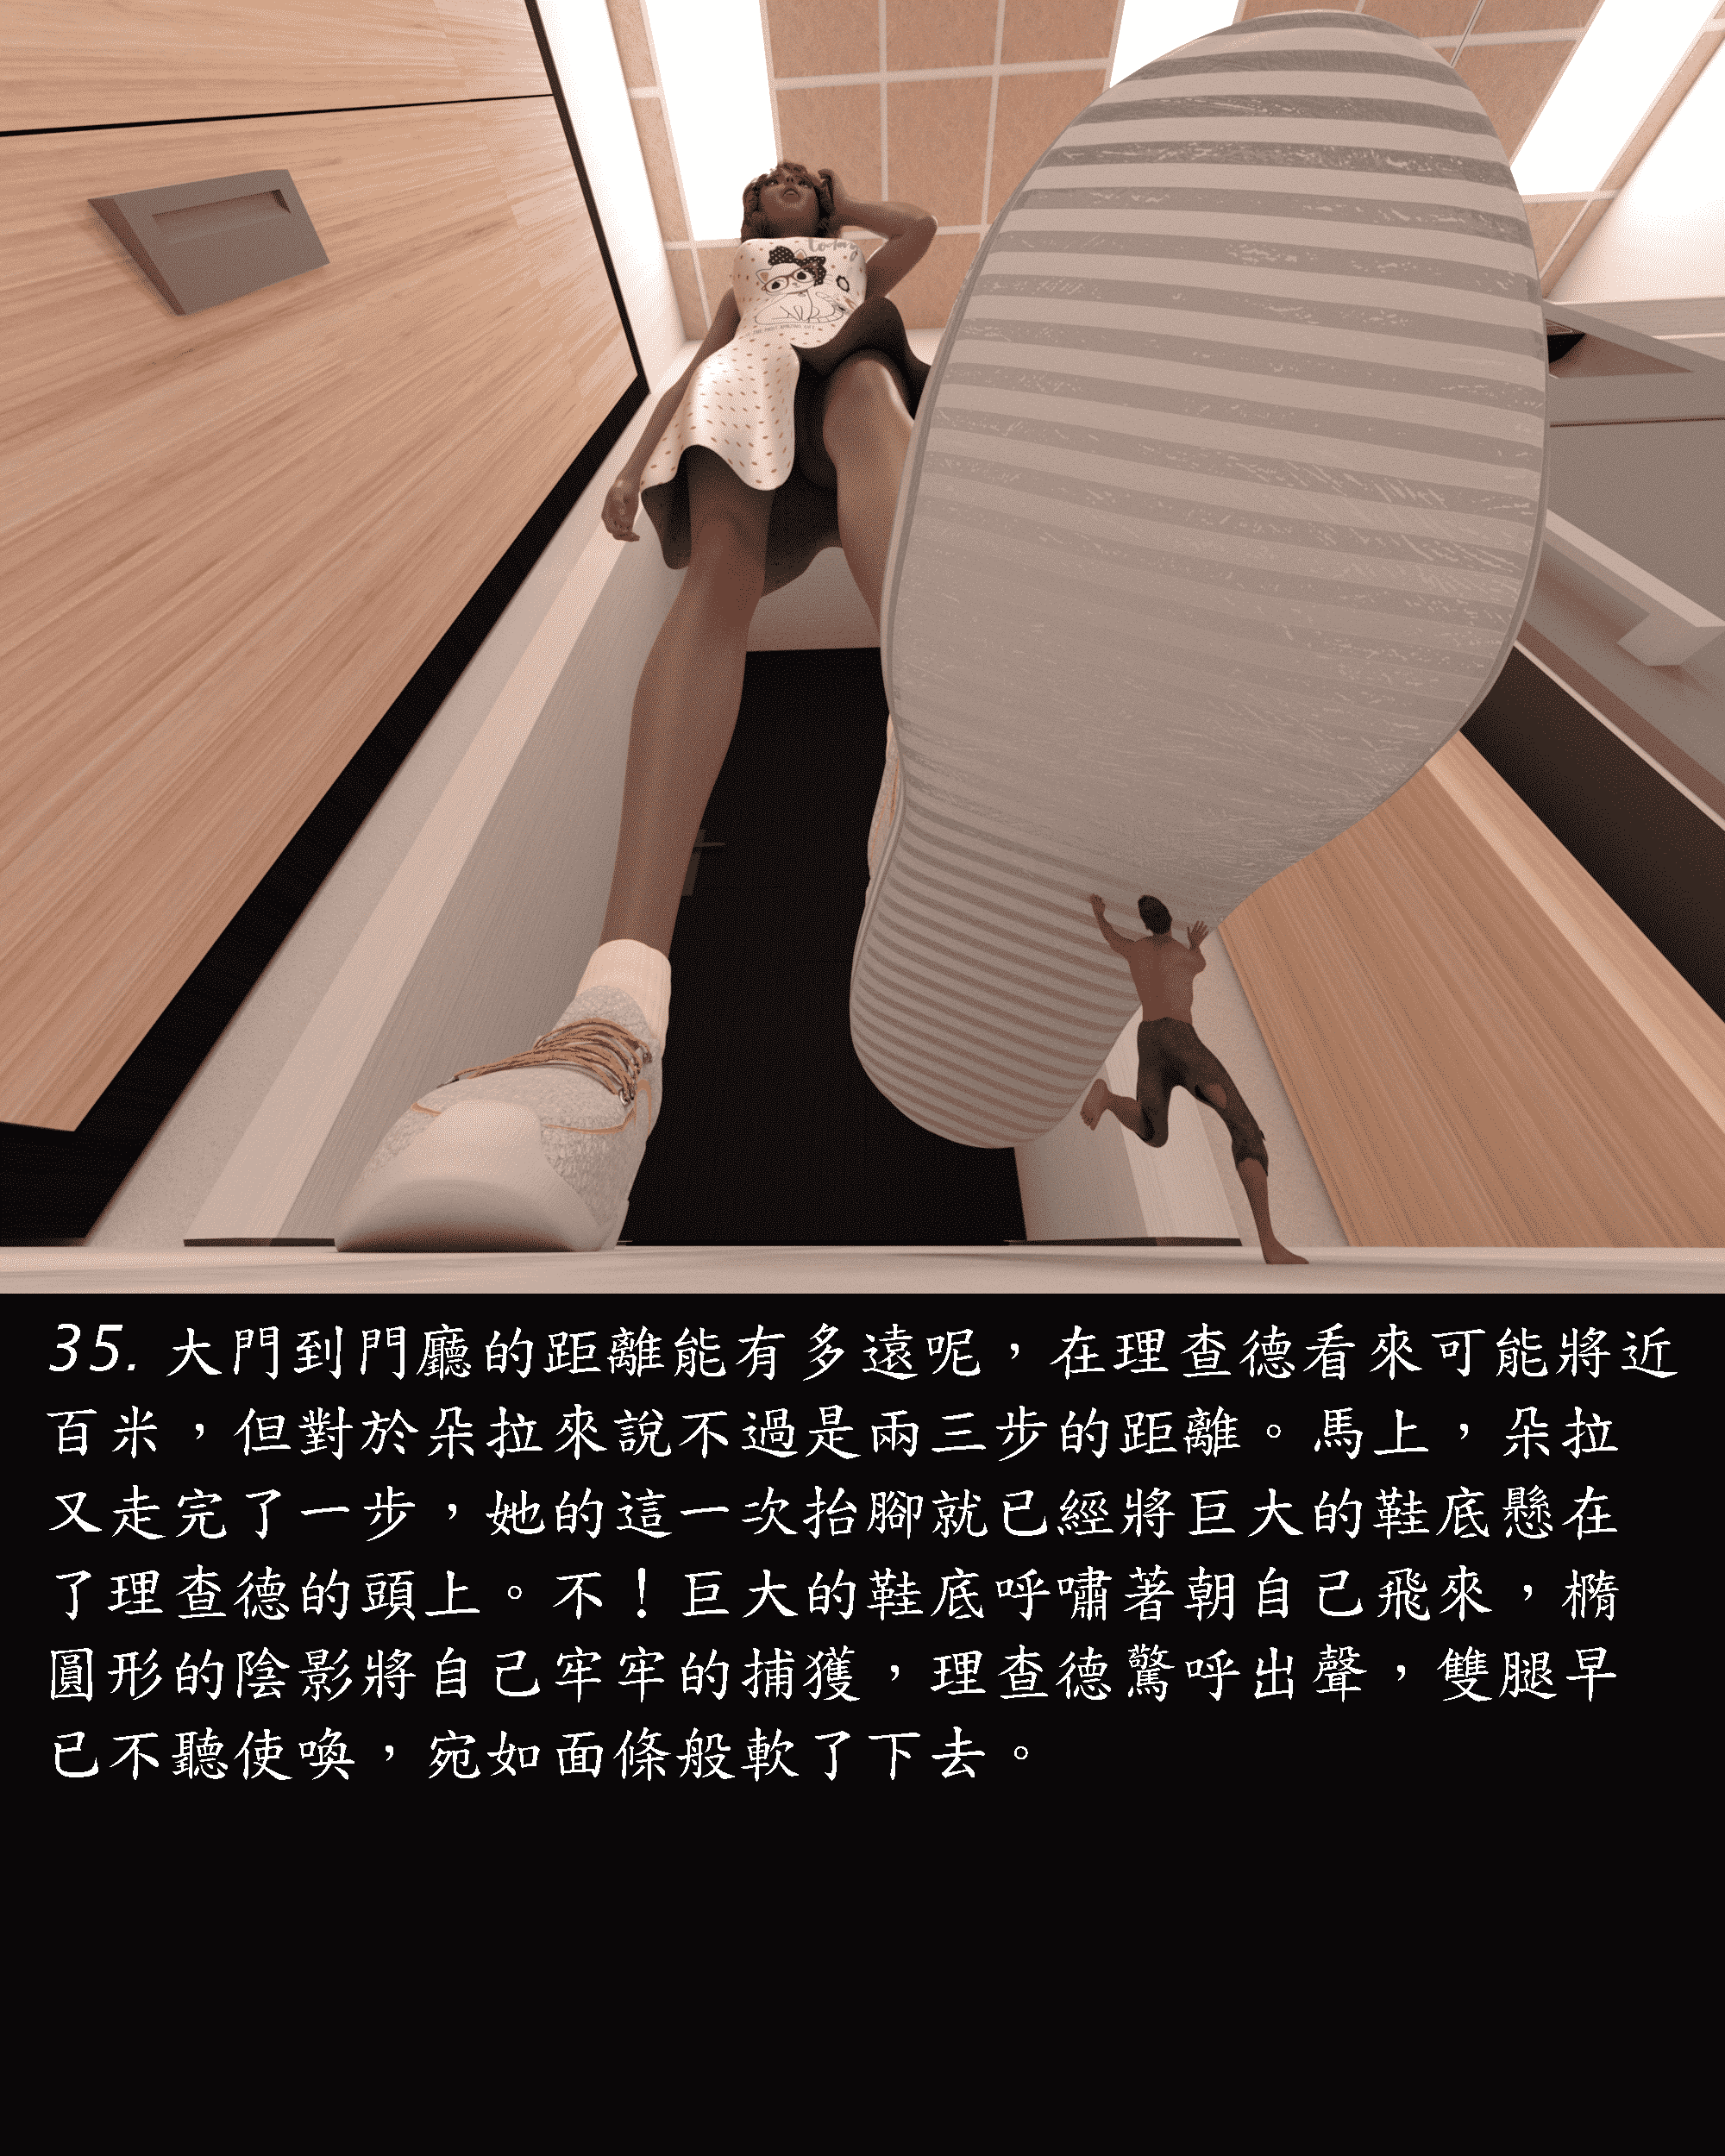 today
35. 大門到門廳的距離能有多遠呢，在理查德看來可能將近
百米，但對於朵拉來說不過是兩三步的距離。馬上，朵拉
又走完了一步，她的這一次抬腳就已經將巨大的鞋底懸在
了理查德的頭上。不！巨大的鞋底呼嘯著朝自己飛來，橢
圓形的陰影將自己牢牢的捕獲，理查德驚呼出聲，雙腿早
已不聽使喚，宛如面條般軟了下去。